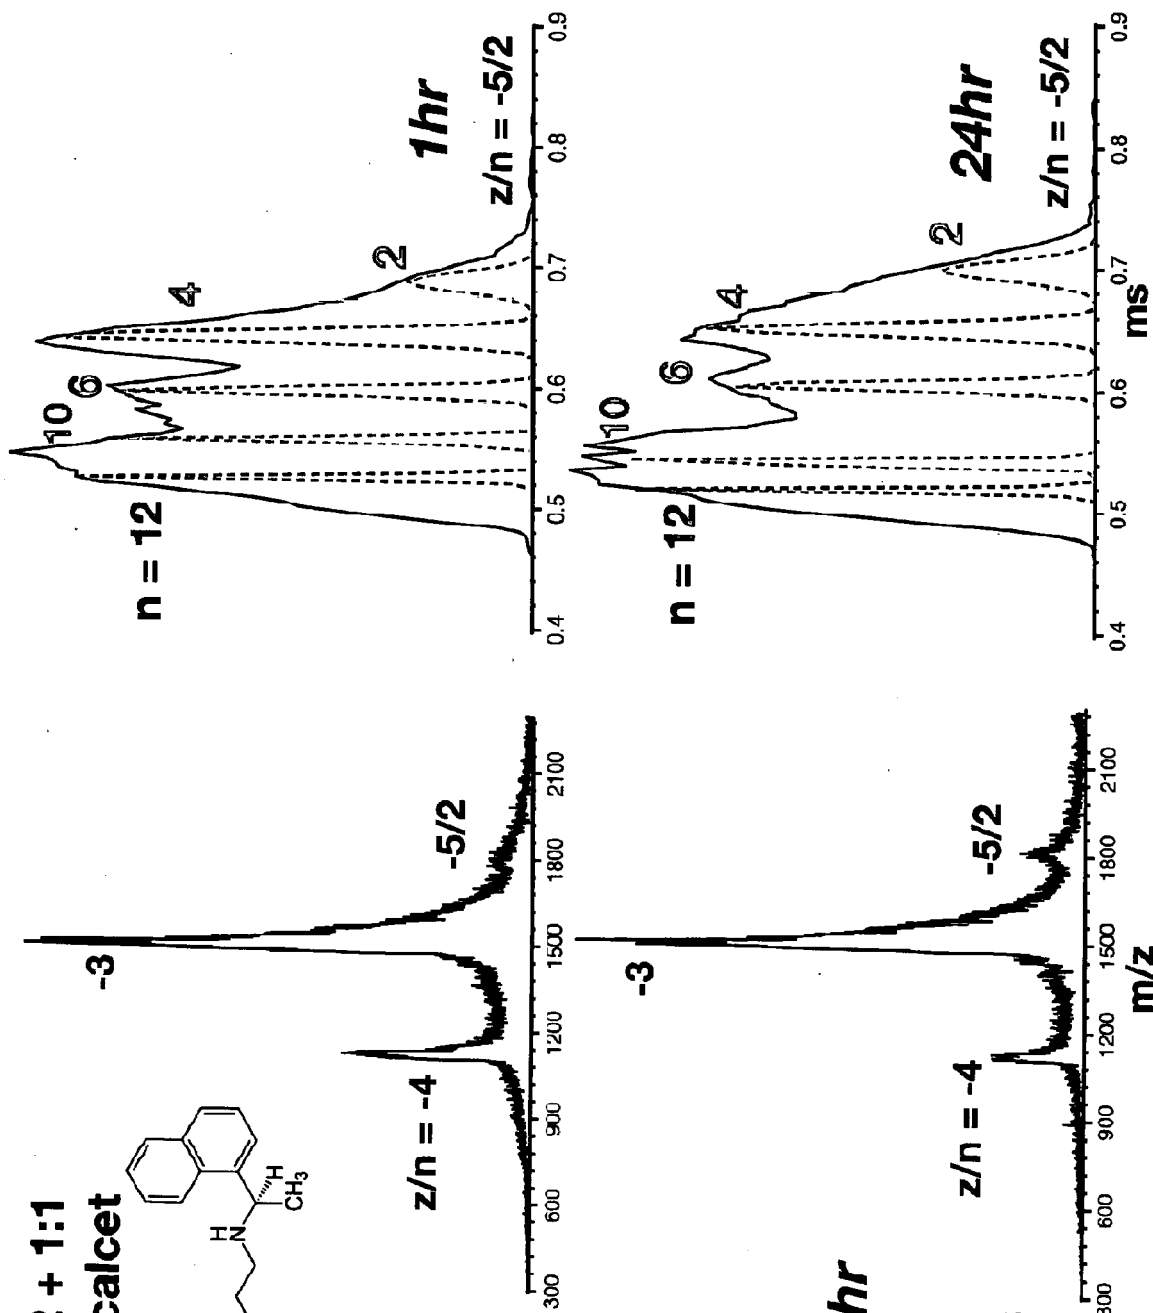 + 1:1
calcet
H
N
H
CH3
z/n = -4
-3
-5/2
300 600 900 1200 1500 1800 2100
n = 12
10
6
4
2
1hr
z/n = -5/2
0.4 0.5 0.6 0.7 0.8 0.9
hr
z/n = -4
-3
-5/2
300 600 900 1200 1500 1800 2100
m/z
n = 12
10
6
4
2
24hr
z/n = -5/2
0.4 0.5 0.6 0.7 0.8 0.9
ms